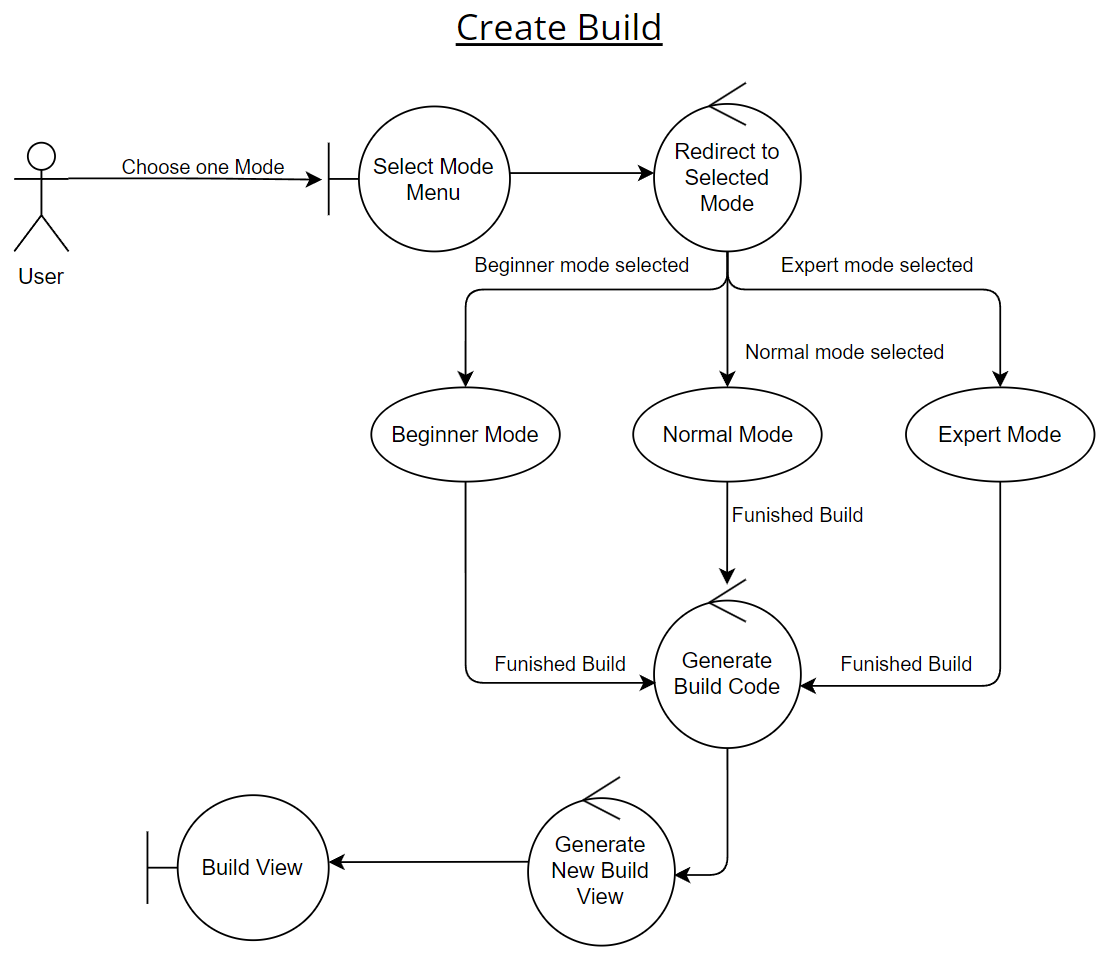 Create Build
Choose one Mode
User
Select Mode
Menu
Redirect to
Selected
Mode
Beginner mode selected
Expert mode selected
Normal mode selected
Beginner Mode
Normal Mode
Expert Mode
Funished Build
Funished Build
Generate
Build Code
Funished Build
Build View
Generate
New Build
View